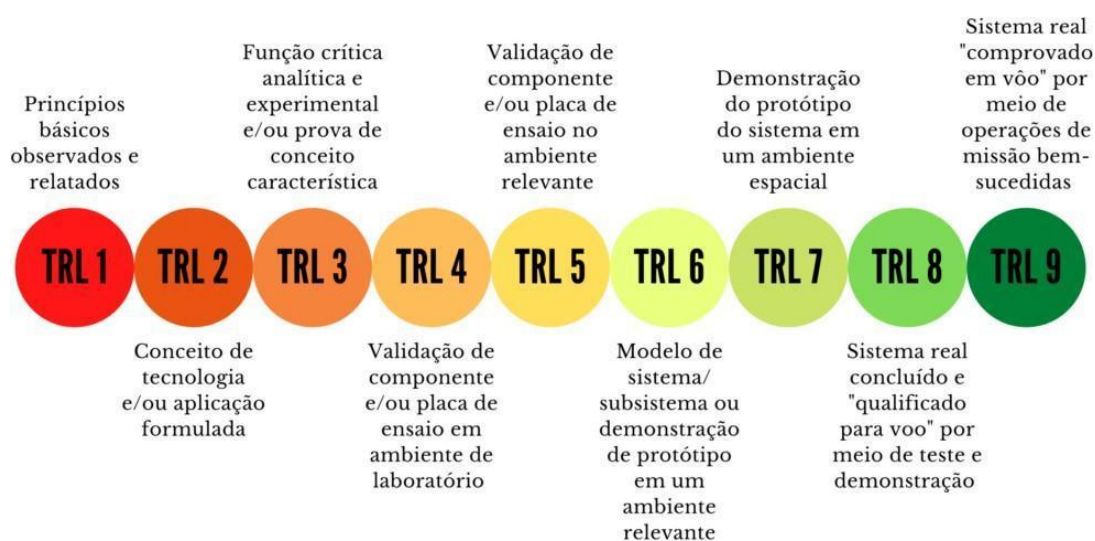 Princípios
básicos
observados e
relatados
TRL 1
Conceito de
tecnologia
e/ou aplicação
formulada
TRL 2
Função crítica
analítica e
experimental
e/ou prova de
conceito
característica
TRL 3
Validação de
componente
e/ou placa de
ensaio em
ambiente de
laboratório
TRL 4
Validação de
componente
e/ou placa de
ensaio no
ambiente
relevante
TRL 5
Modelo de
sistema/
subsistema ou
demonstração
de protótipo
em um
ambiente
relevante
TRL 6
Demonstração
do protótipo
do sistema em
um ambiente
espacial
TRL 7
Sistema real
concluído e
"qualificado
para voo" por
meio de teste e
demonstração
TRL 8
Sistema real
"comprovado
em vôo" por
meio de
operações de
missão bem-
sucedidas
TRL 9